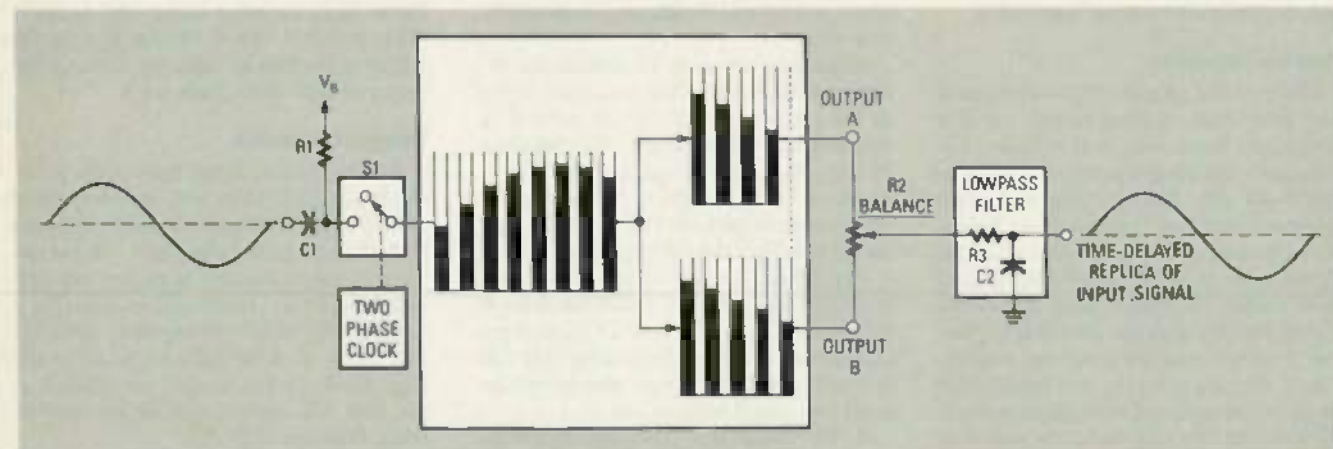 V_B
R1
S1
C1
TWO
PHASE
CLOCK
OUTPUT
A
R2
BALANCE
OUTPUT
B
LOWPASS
FILTER
R3
C2
TIME-DELAYED
REPLICA OF
INPUT SIGNAL